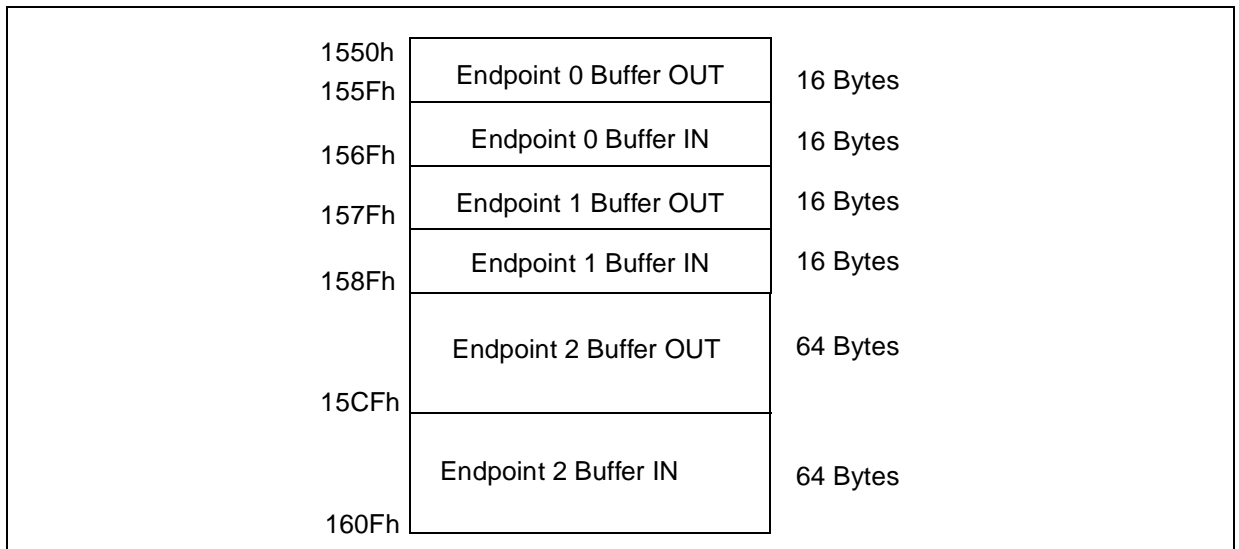 1550h
Endpoint 0 Buffer OUT
16 Bytes
155Fh
Endpoint 0 Buffer IN
16 Bytes
156Fh
Endpoint 1 Buffer OUT
16 Bytes
157Fh
Endpoint 1 Buffer IN
16 Bytes
158Fh
Endpoint 2 Buffer OUT
64 Bytes
15CFh
Endpoint 2 Buffer IN
64 Bytes
160Fh